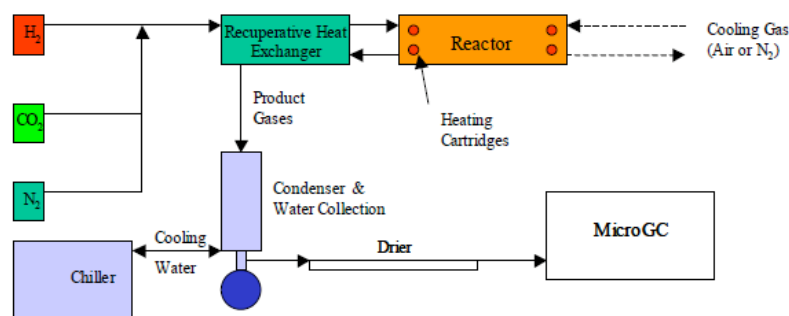 H₂
Recuperative Heat
Exchanger
Reactor
Cooling Gas
(Air or N₂)
Product
Gases
Heating
Cartridges
CO₂
N₂
Condenser &
Water Collection
MicroGC
Cooling
Water
Drier
Chiller